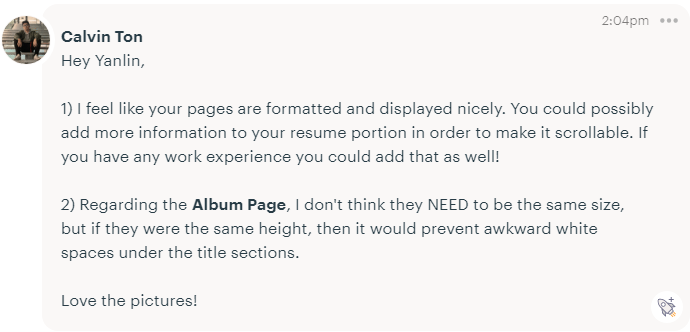 2:04pm
Calvin Ton
Hey Yanlin,
1) I feel like your pages are formatted and displayed nicely. You could possibly
add more information to your resume portion in order to make it scrollable. If
you have any work experience you could add that as well!
2) Regarding the Album Page, I don't think they NEED to be the same size,
but if they were the same height, then it would prevent awkward white
spaces under the title sections.
Love the pictures!